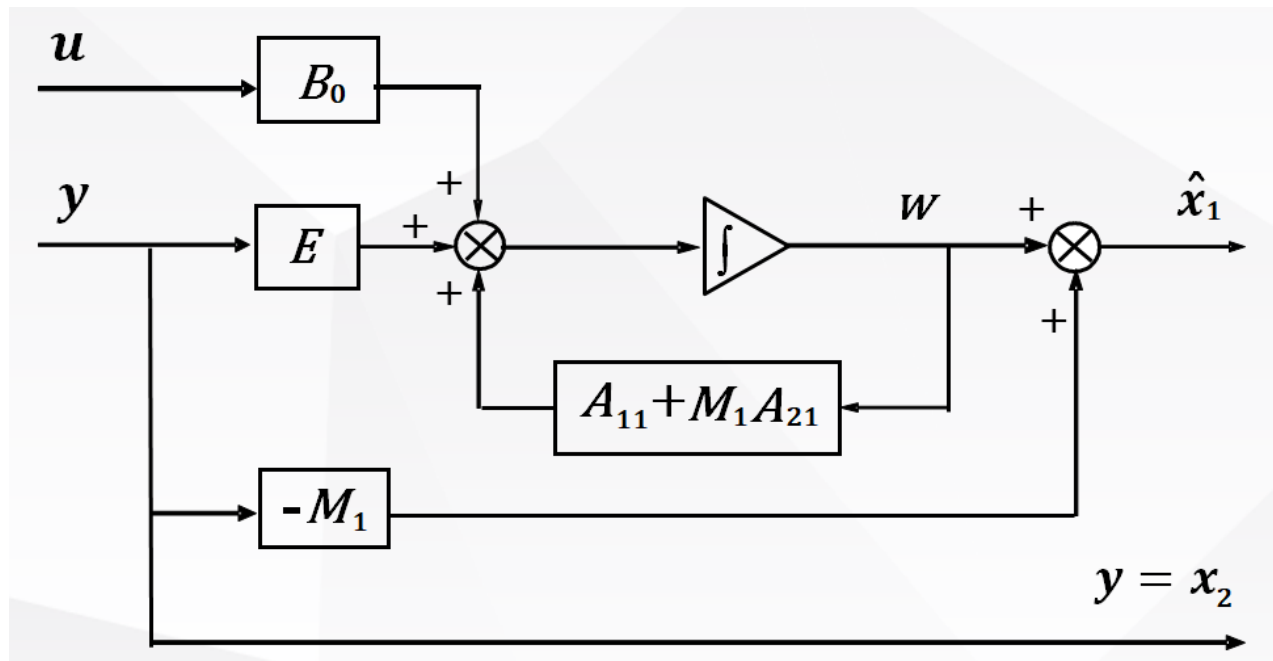 u
B₀
y
E
+
+
+
∫
w
+
x̂₁
+
A₁₁+M₁A₂₁
-M₁
y = x₂